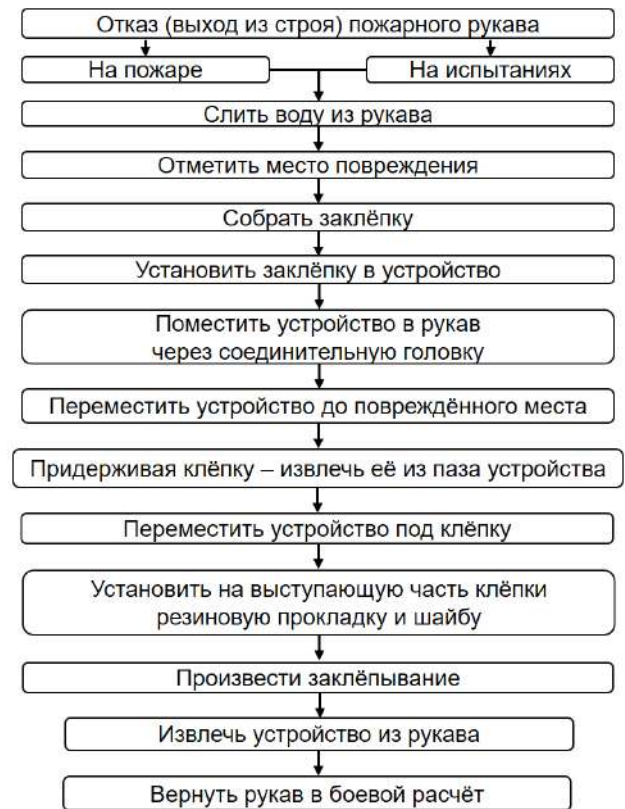 Отказ (выход из строя) пожарного рукава
На пожаре
На испытаниях
Слить воду из рукава
Отметить место повреждения
Собрать заклёпку
Установить заклёпку в устройство
Поместить устройство в рукав
через соединительную головку
Переместить устройство до повреждённого места
Придерживая клёпку – извлечь её из паза устройства
Переместить устройство под клёпку
Установить на выступающую часть клёпки
резиновую прокладку и шайбу
Произвести заклёпывание
Извлечь устройство из рукава
Вернуть рукав в боевой расчёт